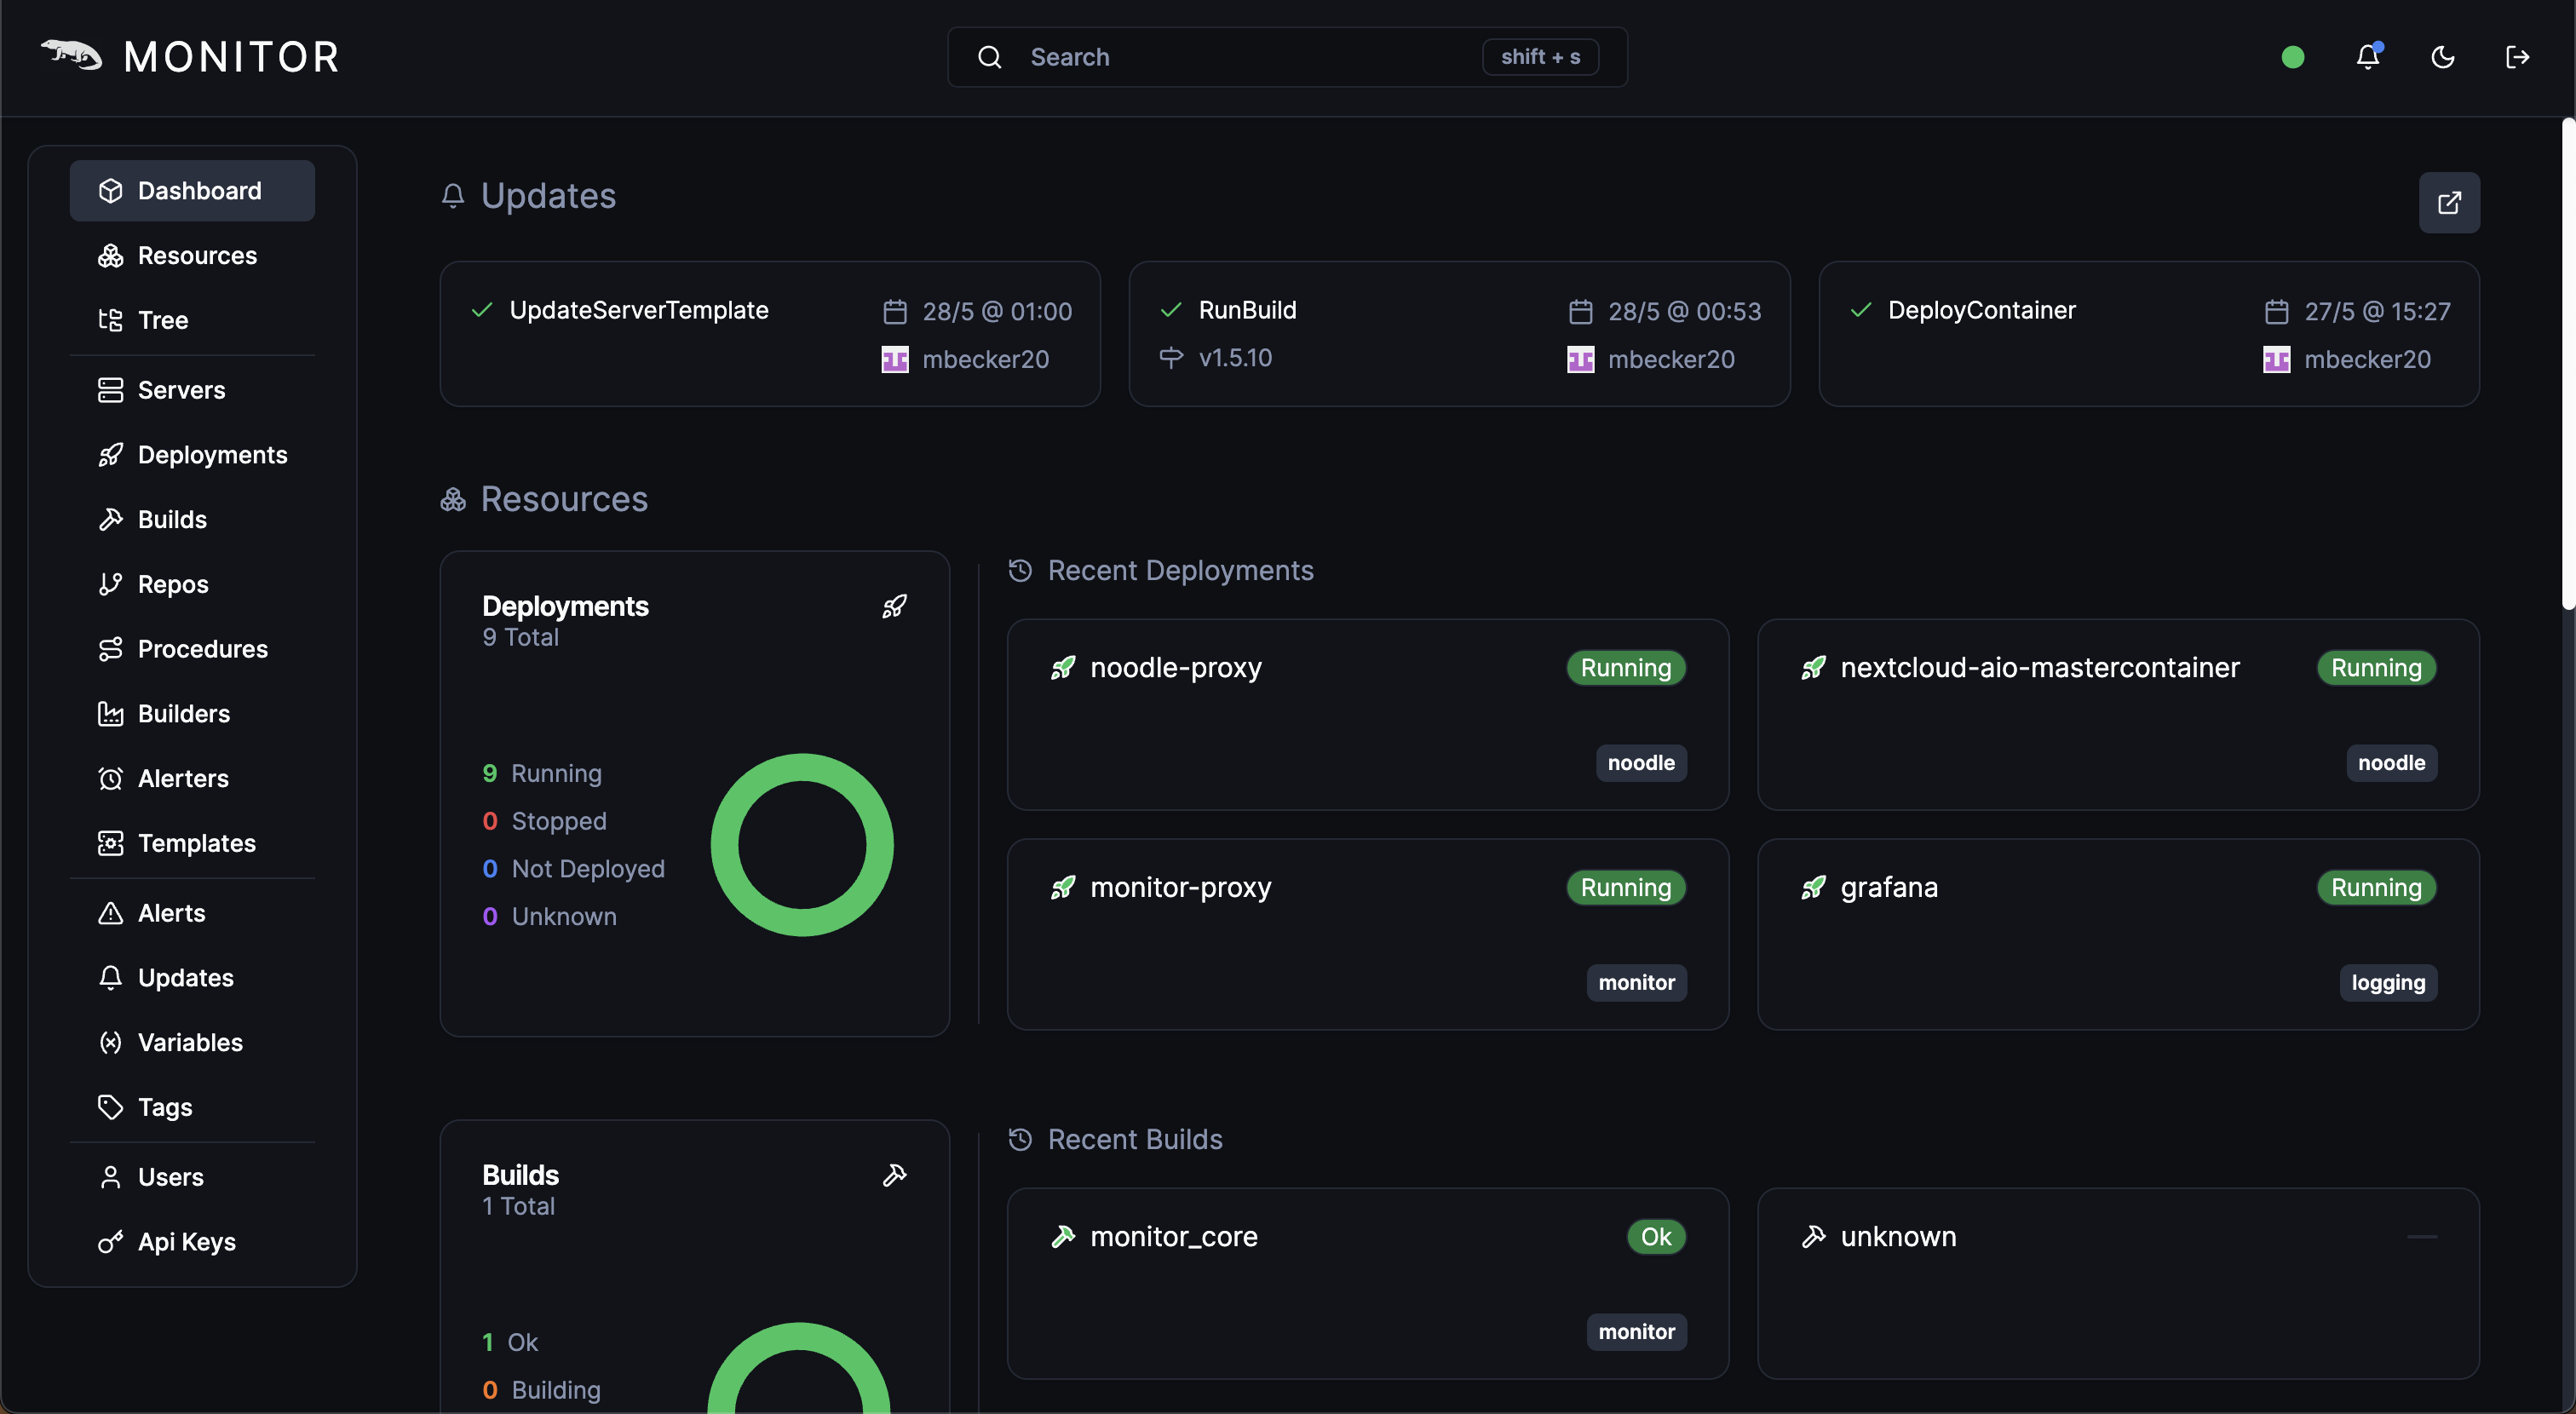 MONITOR
Search
shift + s
Dashboard
Resources
Tree
Servers
Deployments
Builds
Repos
Procedures
Builders
Alerters
Templates
Alerts
Updates
Variables
Tags
Users
Api Keys
Updates
UpdateServerTemplate
28/5 @ 01:00
mbecker20
RunBuild
28/5 @ 00:53
v1.5.10
mbecker20
DeployContainer
27/5 @ 15:27
mbecker20
Resources
Deployments
9 Total
9 Running
0 Stopped
0 Not Deployed
0 Unknown
Recent Deployments
noodle-proxy
Running
noodle
nextcloud-aio-mastercontainer
Running
noodle
monitor-proxy
Running
monitor
grafana
Running
logging
Builds
1 Total
1 Ok
0 Building
Recent Builds
monitor_core
Ok
monitor
unknown